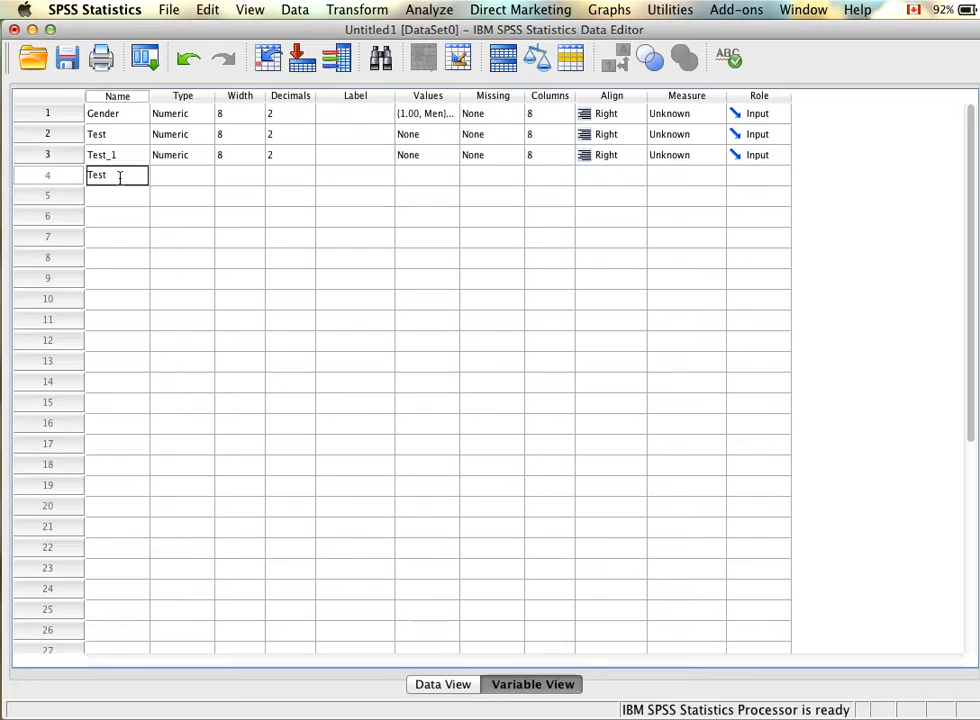 SPSS Statistics File Edit View Data Transform Analyze Direct Marketing Graphs Utilities Add-ons Window Help 92%
Untitled1 [DataSet0] – IBM SPSS Statistics Data Editor
ABC
Name Type Width Decimals Label Values Missing Columns Align Measure Role
1 Gender Numeric 8 2 {1.00, Men}... None 8 Right Unknown Input
2 Test Numeric 8 2 None None 8 Right Unknown Input
3 Test_1 Numeric 8 2 None None 8 Right Unknown Input
4 Test
5
6
7
8
9
10
11
12
13
14
15
16
17
18
19
20
21
22
23
24
25
26
27
Data View Variable View
IBM SPSS Statistics Processor is ready